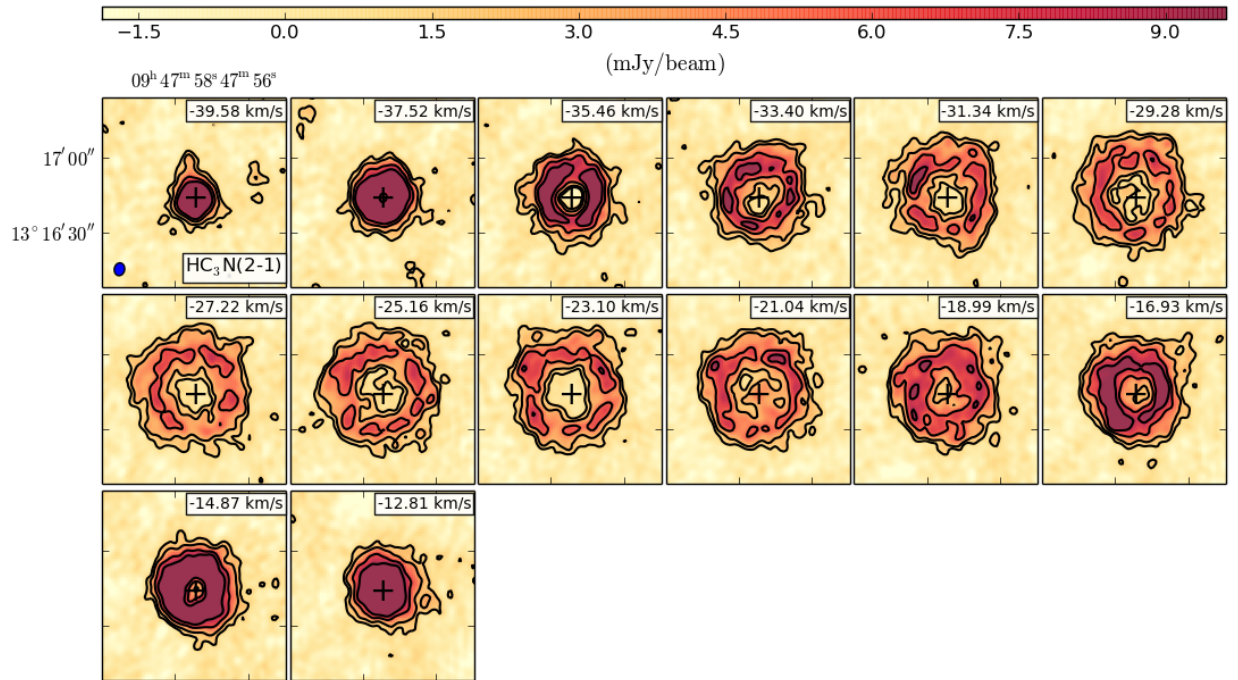 −1.5 0.0 1.5 3.0 4.5 6.0 7.5 9.0
(mJy/beam)
09ʰ 47ᵐ 58ˢ 47ᵐ 56ˢ
-39.58 km/s -37.52 km/s -35.46 km/s -33.40 km/s -31.34 km/s -29.28 km/s
17′ 00″
13° 16′ 30″
HC₃N(2-1)
-27.22 km/s -25.16 km/s -23.10 km/s -21.04 km/s -18.99 km/s -16.93 km/s
-14.87 km/s -12.81 km/s